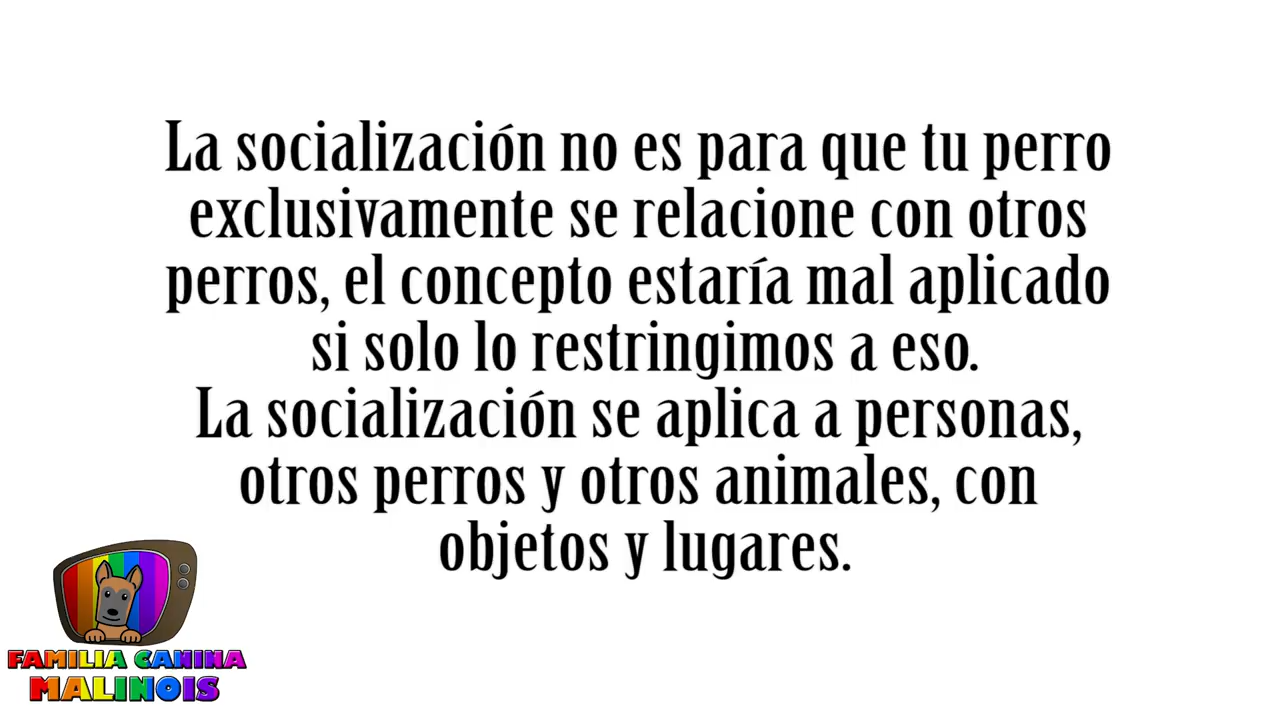 La socialización no es para que tu perro
exclusivamente se relacione con otros
perros, el concepto estaría mal aplicado
si solo lo restringimos a eso.
La socialización se aplica a personas,
otros perros y otros animales, con
objetos y lugares.
FAMILIA CANINA
MALINOIS